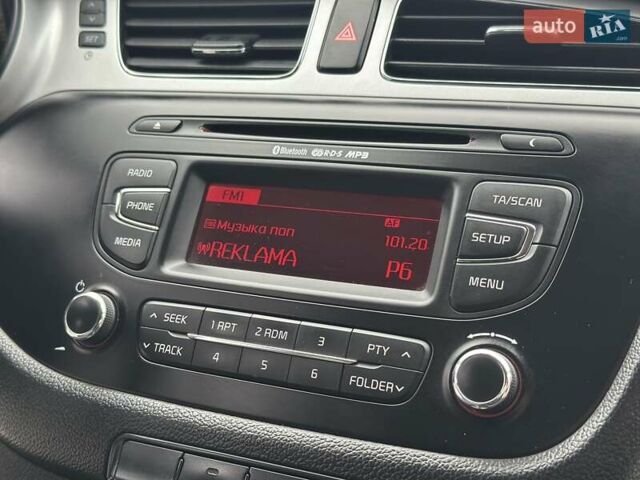 auto RIA .com
SET
Bluetooth R·D·S MP3
RADIO
PHONE
MEDIA
FM1
AF
Музыка поп 101.20
REKLAMA P6
TA/SCAN
SETUP
MENU
SEEK 1 RPT 2 RDM 3 PTY
TRACK 4 5 6 FOLDER